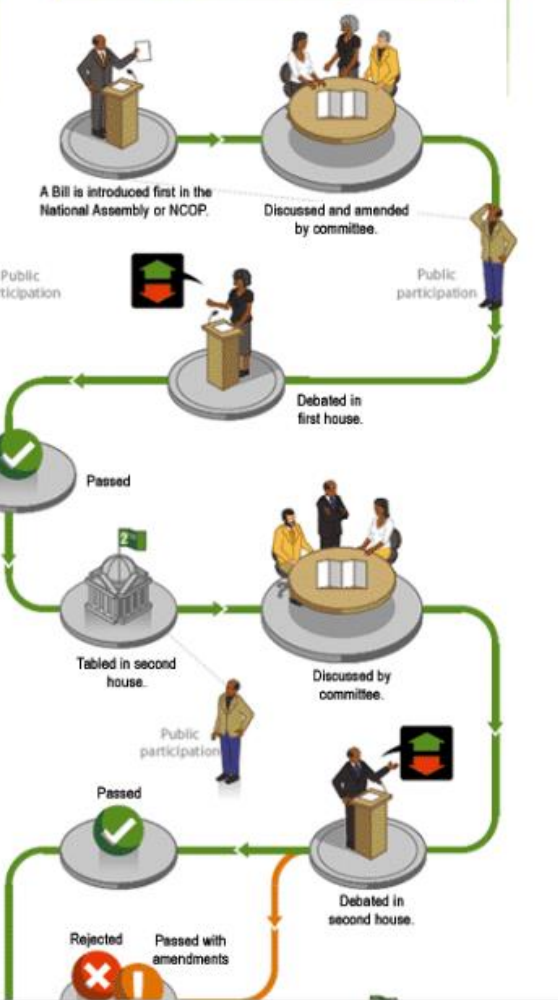 A Bill is introduced first in the
National Assembly or NCOP.
Discussed and amended
by committee.
Public
ticipation
Public
participation
Debated in
first house.
Passed
2
Tabled in second
house.
Discussed by
committee.
Public
participation
Passed
Debated in
second house.
Rejected
Passed with
amendments